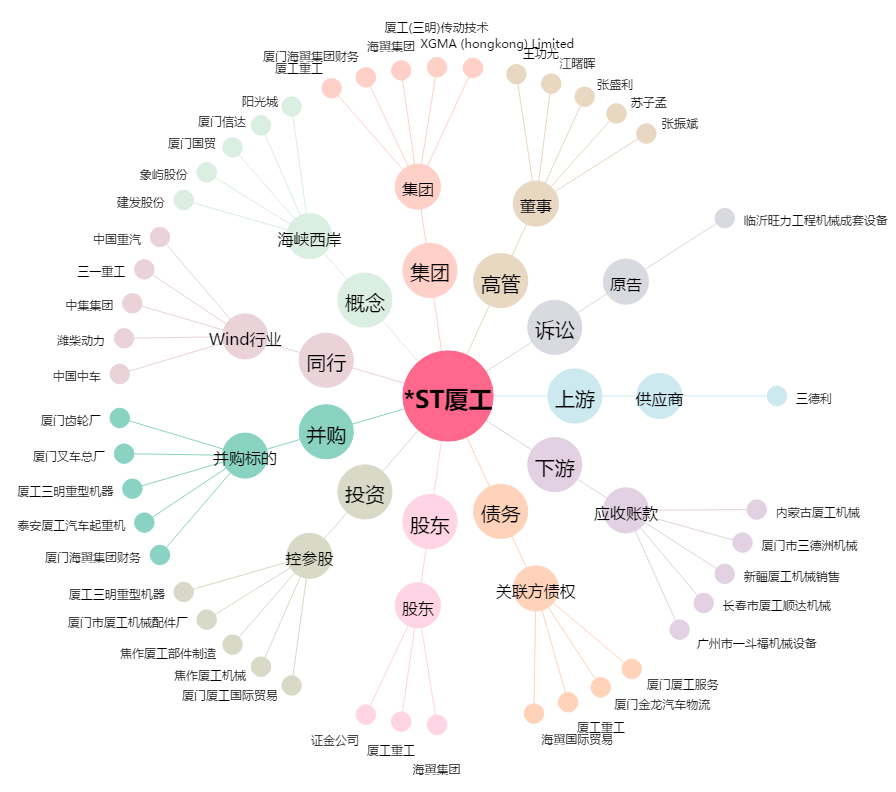 厦工(三明)传动技术
XGMA (hongkong) Limited
海翼集团
厦门海翼集团财务
厦工重工
集团
集团
王功尤
江曙晖
张盛利
苏子孟
张振斌
董事
高管
临沂旺力工程机械成套设备
原告
诉讼
阳光城
厦门信达
厦门国贸
象屿股份
建发股份
海峡西岸
概念
中国重汽
三一重工
中集集团
潍柴动力
中国中车
Wind行业
同行
*ST厦工
上游
供应商
三德利
厦门齿轮厂
厦门叉车总厂
厦工三明重型机器
泰安厦工汽车起重机
厦门海翼集团财务
并购标的
并购
下游
应收账款
内蒙古厦工机械
厦门市三德洲机械
新疆厦工机械销售
长春市厦工顺达机械
广州市一斗福机械设备
投资
控参股
厦工三明重型机器
厦门市厦工机械配件厂
焦作厦工部件制造
焦作厦工机械
厦门厦工国际贸易
股东
股东
证金公司
厦工重工
海翼集团
债务
关联方债权
厦门厦工服务
厦门金龙汽车物流
厦工重工
海翼国际贸易